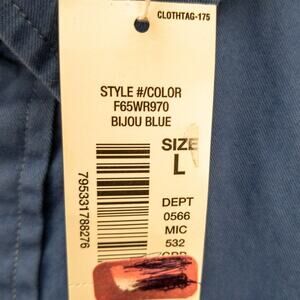 CLOTHTAG-175
STYLE #/COLOR
F65WR970
BIJOU BLUE
SIZE
L
795331788276
DEPT
0566
MIC
532